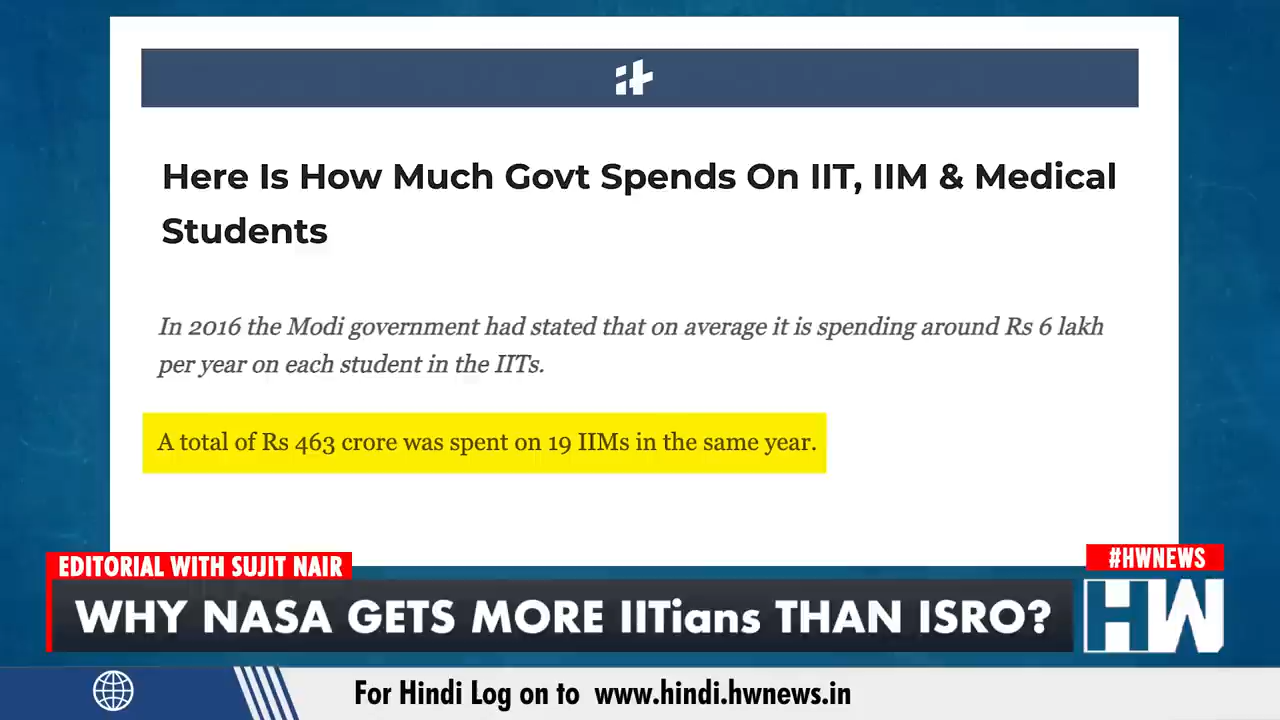 Here Is How Much Govt Spends On IIT, IIM & Medical
Students
In 2016 the Modi government had stated that on average it is spending around Rs 6 lakh
per year on each student in the IITs.
A total of Rs 463 crore was spent on 19 IIMs in the same year.
EDITORIAL WITH SUJIT NAIR
#HWNEWS
WHY NASA GETS MORE IITians THAN ISRO?
HW
For Hindi Log on to www.hindi.hwnews.in